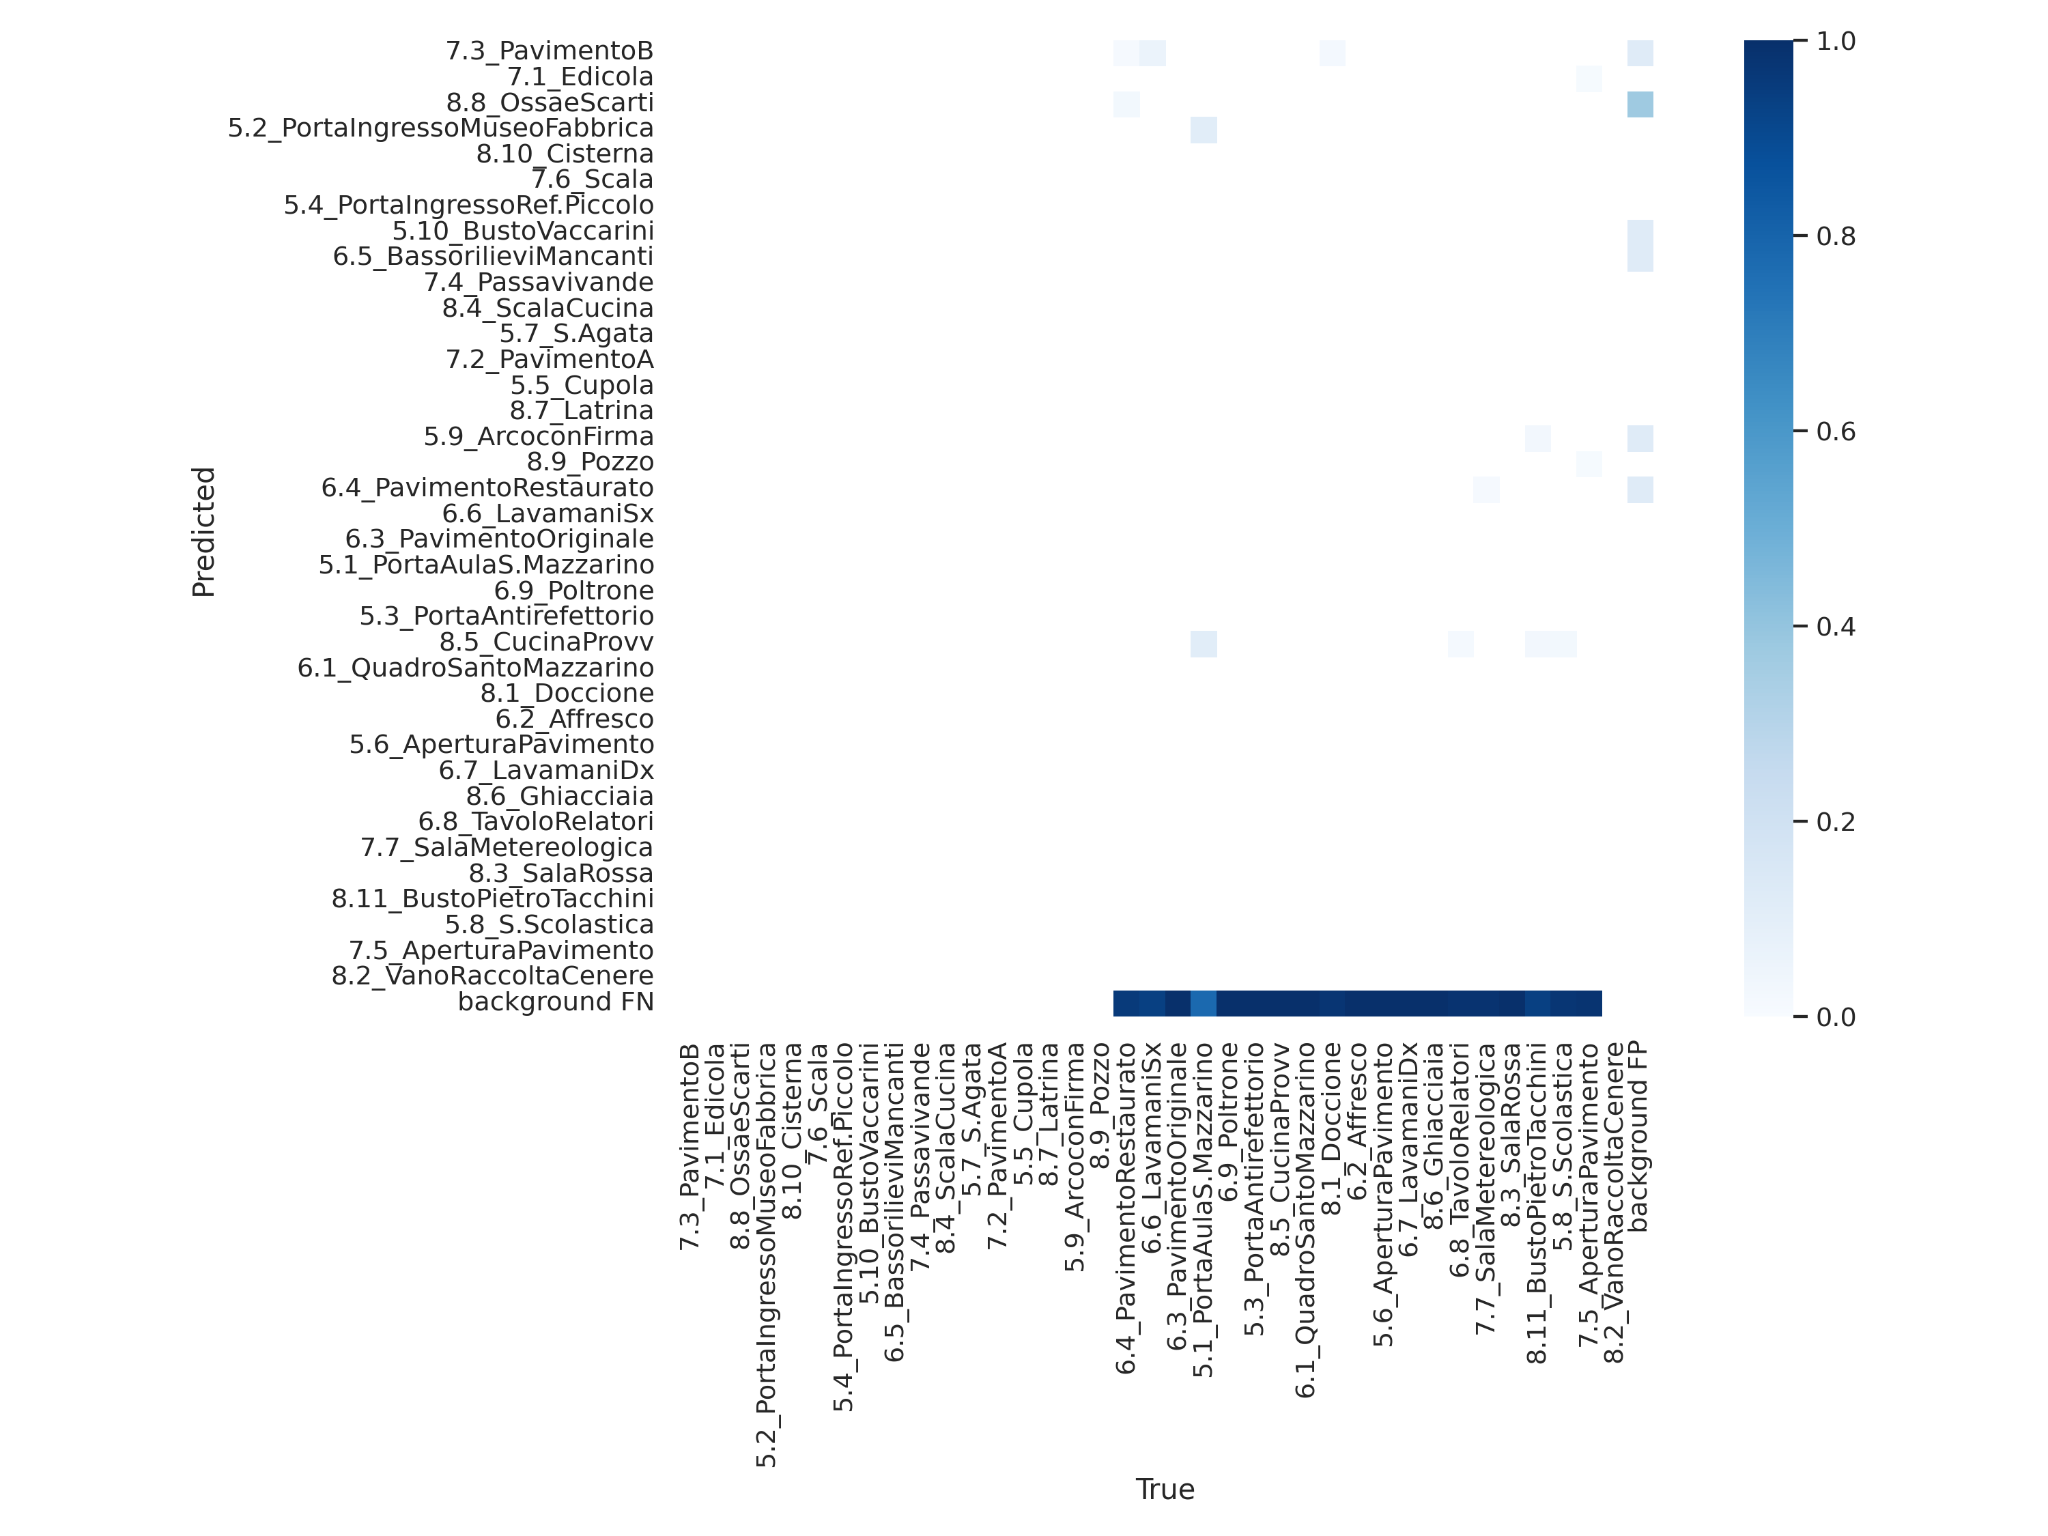 7.3_PavimentoB
7.1_Edicola
8.8_OssaeScarti
5.2_PortaIngressoMuseoFabbrica
8.10_Cisterna
7.6_Scala
5.4_PortaIngressoRef.Piccolo
5.10_BustoVaccarini
6.5_BassorilieviMancanti
7.4_Passavivande
8.4_ScalaCucina
5.7_S.Agata
7.2_PavimentoA
5.5_Cupola
8.7_Latrina
5.9_ArcoconFirma
8.9_Pozzo
6.4_PavimentoRestaurato
6.6_LavamaniSx
6.3_PavimentoOriginale
5.1_PortaAulaS.Mazzarino
6.9_Poltrone
5.3_PortaAntirefettorio
8.5_CucinaProvv
6.1_QuadroSantoMazzarino
8.1_Doccione
6.2_Affresco
5.6_AperturaPavimento
6.7_LavamaniDx
8.6_Ghiacciaia
6.8_TavoloRelatori
7.7_SalaMetereologica
8.3_SalaRossa
8.11_BustoPietroTacchini
5.8_S.Scolastica
7.5_AperturaPavimento
8.2_VanoRaccoltaCenere
background FN
Predicted
7.3_PavimentoB
7.1_Edicola
8.8_OssaeScarti
5.2_PortaIngressoMuseoFabbrica
8.10_Cisterna
7.6_Scala
5.4_PortaIngressoRef.Piccolo
5.10_BustoVaccarini
6.5_BassorilieviMancanti
7.4_Passavivande
8.4_ScalaCucina
5.7_S.Agata
7.2_PavimentoA
5.5_Cupola
8.7_Latrina
5.9_ArcoconFirma
8.9_Pozzo
6.4_PavimentoRestaurato
6.6_LavamaniSx
6.3_PavimentoOriginale
5.1_PortaAulaS.Mazzarino
6.9_Poltrone
5.3_PortaAntirefettorio
8.5_CucinaProvv
6.1_QuadroSantoMazzarino
8.1_Doccione
6.2_Affresco
5.6_AperturaPavimento
6.7_LavamaniDx
8.6_Ghiacciaia
6.8_TavoloRelatori
7.7_SalaMetereologica
8.3_SalaRossa
8.11_BustoPietroTacchini
5.8_S.Scolastica
7.5_AperturaPavimento
8.2_VanoRaccoltaCenere
background FP
True
1.0
0.8
0.6
0.4
0.2
0.0